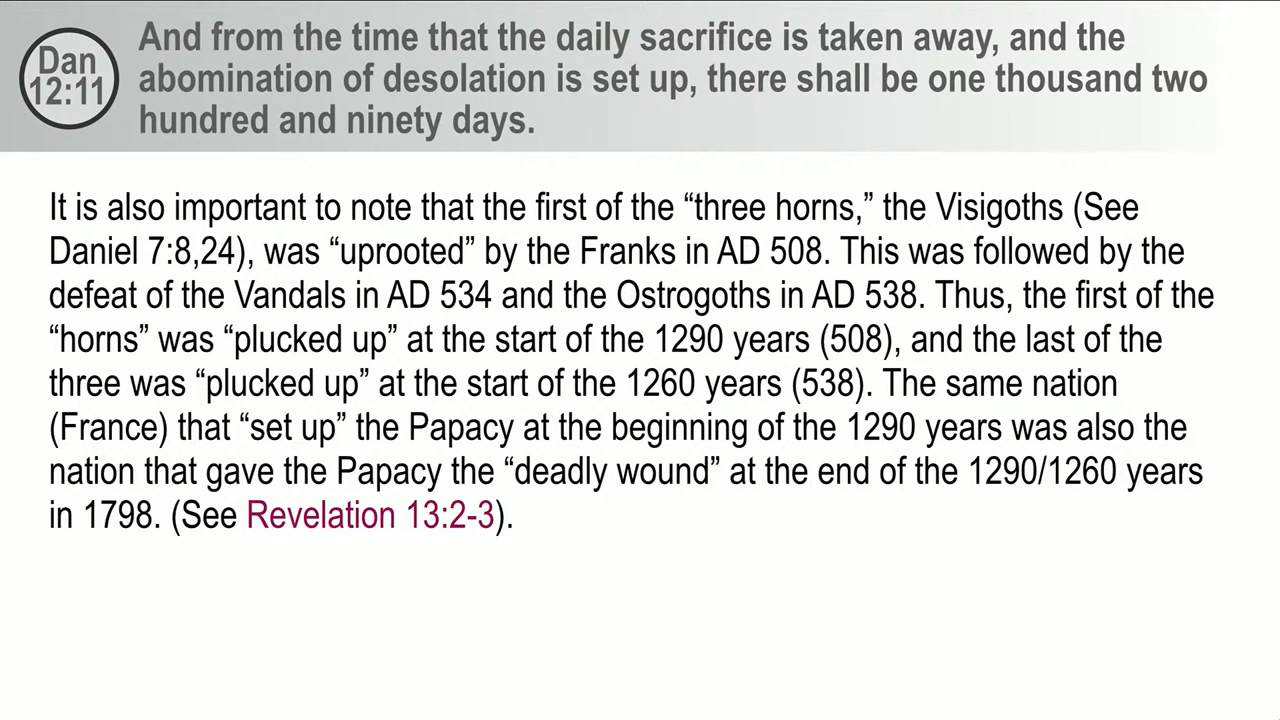 Dan
12:11
And from the time that the daily sacrifice is taken away, and the
abomination of desolation is set up, there shall be one thousand two
hundred and ninety days.
It is also important to note that the first of the “three horns,” the Visigoths (See
Daniel 7:8,24), was “uprooted” by the Franks in AD 508. This was followed by the
defeat of the Vandals in AD 534 and the Ostrogoths in AD 538. Thus, the first of the
“horns” was “plucked up” at the start of the 1290 years (508), and the last of the
three was “plucked up” at the start of the 1260 years (538). The same nation
(France) that “set up” the Papacy at the beginning of the 1290 years was also the
nation that gave the Papacy the “deadly wound” at the end of the 1290/1260 years
in 1798. (See Revelation 13:2-3).